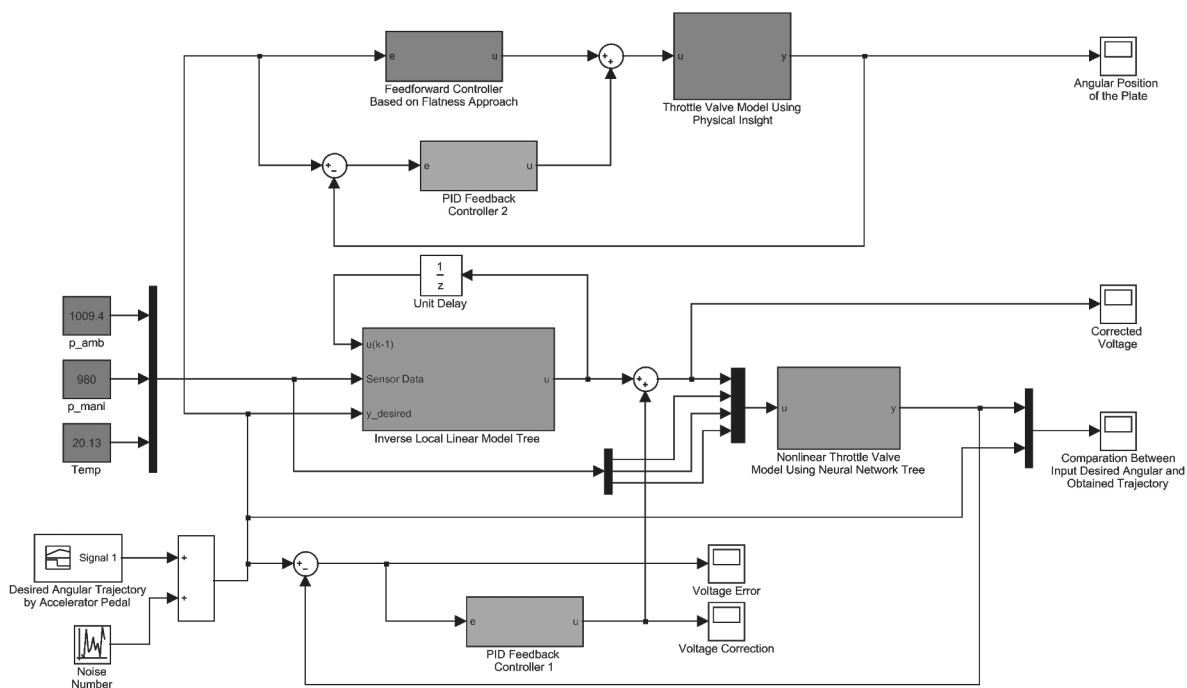 e
u
Feedforward Controller
Based on Flatness Approach
+
+
u
y
Throttle Valve Model Using
Physical Insight
Angular Position
of the Plate
+
-
e
u
PID Feedback
Controller 2
1
z
Unit Delay
1009.4
p_amb
980
p_mani
20.13
Temp
u(k-1)
Sensor Data
y_desired
u
Inverse Local Linear Model Tree
+
+
Corrected
Voltage
u
y
Nonlinear Throttle Valve
Model Using Neural Network Tree
Comparation Between
Input Desired Angular and
Obtained Trajectory
Signal 1
Desired Angular Trajectory
by Accelerator Pedal
+
+
Noise
Number
+
-
Voltage Error
e
u
PID Feedback
Controller 1
Voltage Correction